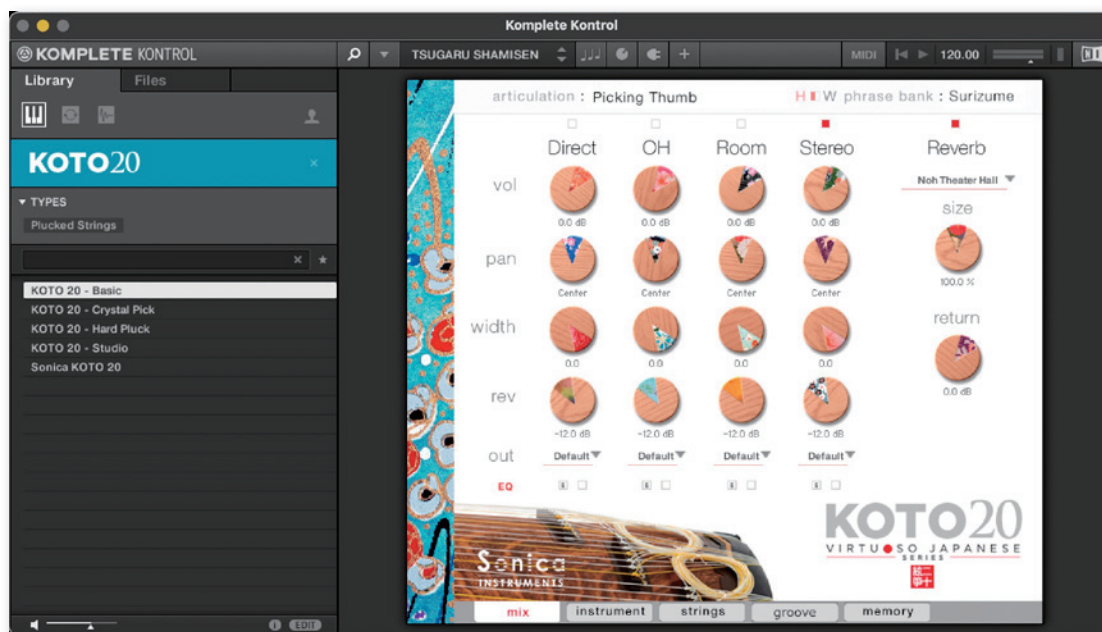 Komplete Kontrol
KOMPLETE KONTROL
TSUGARU SHAMISEN
MIDI
120.00
Library
Files
KOTO20
TYPES
Plucked Strings
KOTO 20 - Basic
KOTO 20 - Crystal Pick
KOTO 20 - Hard Pluck
KOTO 20 - Studio
Sonica KOTO 20
EDIT
articulation : Picking Thumb
phrase bank : Surizume
Direct OH Room Stereo Reverb
Noh Theater Hall
vol
0.0 dB 0.0 dB 0.0 dB 0.0 dB
size
100.0 %
pan
Center Center Center Center
return
0.0 dB
width
0.0 0.0 0.0 0.0
rev
-12.0 dB -12.0 dB -12.0 dB -12.0 dB
out
Default Default Default Default
EQ
S S S S
Sonica
INSTRUMENTS
KOTO20
VIRTUOSO JAPANESE
SERIES
二十
絃箏
mix instrument strings groove memory